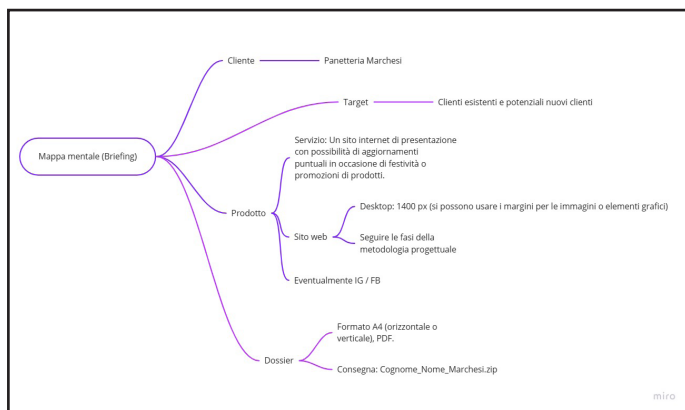 Mappa mentale (Briefing)
Cliente
Panetteria Marchesi
Target
Clienti esistenti e potenziali nuovi clienti
Prodotto
Servizio: Un sito internet di presentazione
con possibilità di aggiornamenti
puntuali in occasione di festività o
promozioni di prodotti.
Sito web
Desktop: 1400 px (si possono usare i margini per le immagini o elementi grafici)
Seguire le fasi della
metodologia progettuale
Eventualmente IG / FB
Dossier
Formato A4 (orizzontale o
verticale), PDF.
Consegna: Cognome_Nome_Marchesi.zip
miro